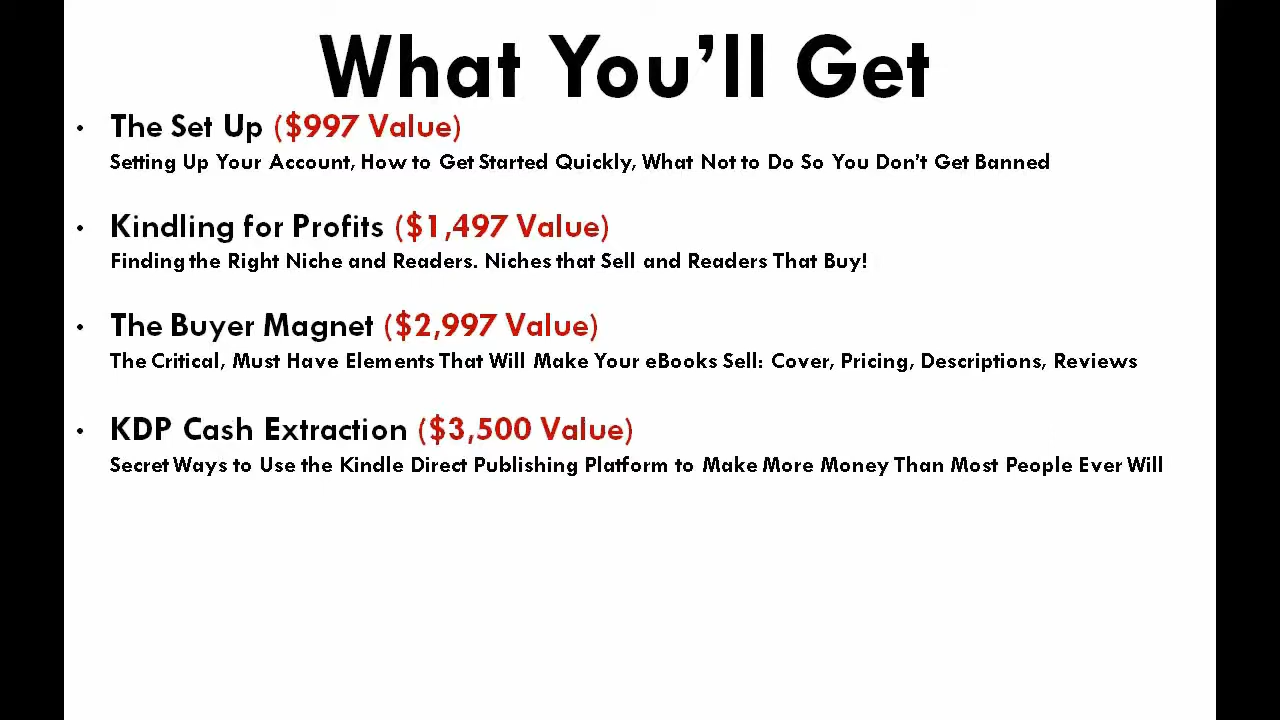 What You’ll Get
• The Set Up ($997 Value)
Setting Up Your Account, How to Get Started Quickly, What Not to Do So You Don't Get Banned
• Kindling for Profits ($1,497 Value)
Finding the Right Niche and Readers. Niches that Sell and Readers That Buy!
• The Buyer Magnet ($2,997 Value)
The Critical, Must Have Elements That Will Make Your eBooks Sell: Cover, Pricing, Descriptions, Reviews
• KDP Cash Extraction ($3,500 Value)
Secret Ways to Use the Kindle Direct Publishing Platform to Make More Money Than Most People Ever Will